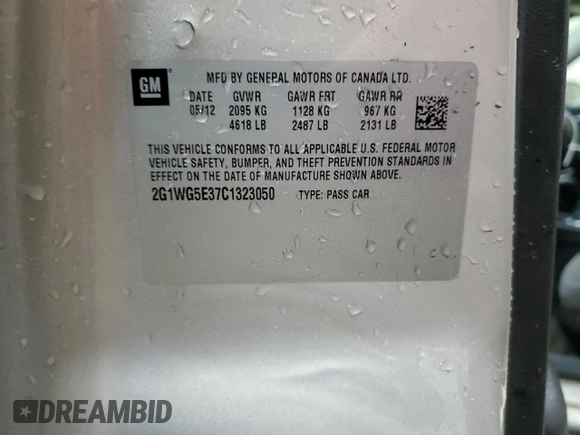 GM
MFD BY GENERAL MOTORS OF CANADA LTD.
DATE GVWR GAWR FRT GAWR RR
05/12 2095 KG 1128 KG 967 KG
4618 LB 2487 LB 2131 LB
THIS VEHICLE CONFORMS TO ALL APPLICABLE U.S. FEDERAL MOTOR
VEHICLE SAFETY, BUMPER, AND THEFT PREVENTION STANDARDS IN
EFFECT ON THE DATE OF MANUFACTURE SHOWN ABOVE.
2G1WG5E37C1323050 TYPE: PASS CAR
DREAMBID